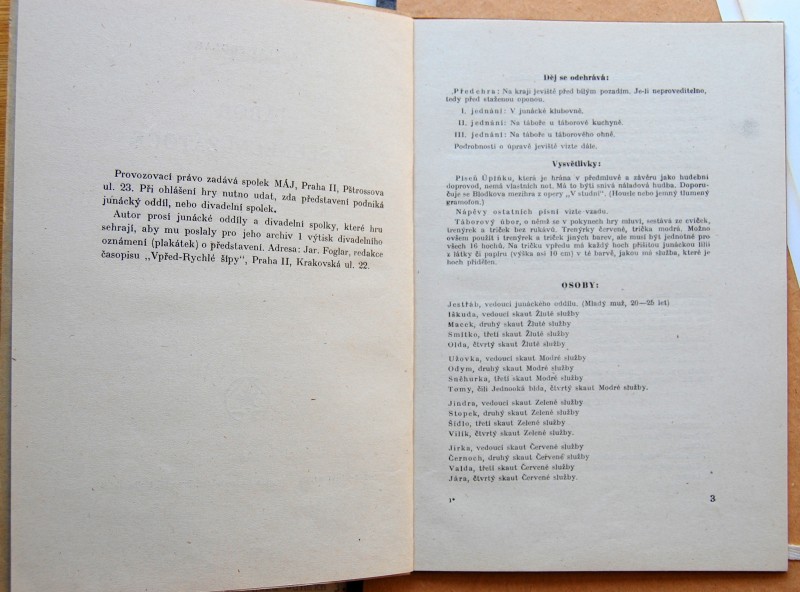 Provozovací právo zadává spolek MÁJ, Praha II, Pštrossova
ul. 23. Při ohlášení hry nutno udat, zda představení podniká
junácký oddíl, nebo divadelní spolek.
Autor prosí junácké oddíly a divadelní spolky, které hru
sehrají, aby mu poslaly pro jeho archiv 1 výtisk divadelního
oznámení (plakátek) o představení. Adresa: Jar. Foglar, redakce
časopisu „Vpřed-Rychlé šípy", Praha II, Krakovská ul. 22.
Děj se odehrává:
Předehra: Na kraji jeviště před bílým pozadím. Je-li neproveditelno,
tedy před staženou oponou.
I. jednání: V junácké klubovně.
II. jednání: Na táboře u táborové kuchyně.
III. jednání: Na táboře u táborového ohně.
Podrobnosti o úpravě jeviště vizte dále.
Vysvětlivky:
Píseň Úplňku, která je hrána v předmluvě a závěru jako hudební
doprovod, nemá vlastních not. Má to býti snivá náladová hudba. Doporuč-
uje se Blodkova mezihra z opery „V studni". (Housle nebo jemný tlumený
gramofon.)
Nápěvy ostatních písní vizte vzadu.
Táborový úbor, o němž se v pokynech hry mluví, sestává ze cviček,
trenýrek a triček bez rukávů. Trenýrky červené, trička modrá. Možno
ovšem použít i trenýrek a triček jiných barev, ale musí být jednotné pro
všech 16 hochů. Na tričku vpředu má každý hoch přišitou junáckou lilii
z látky či papíru (výška asi 10 cm) v té barvě, jakou má služba, které je
hoch přidělen.
OSOBY:
Jestřáb, vedoucí junáckého oddílu. (Mladý muž, 20—25 let)
Iškuda, vedoucí skaut Žluté služby
Macek, druhý skaut Žluté služby
Smítko, třetí skaut Žluté služby
Olda, čtvrtý skaut Žluté služby
Užovka, vedoucí skaut Modré služby
Odym, druhý skaut Modré služby
Sněhurka, třetí skaut Modré služby
Tomy, čili Jednooká bída, čtvrtý skaut Modré služby.
Jindra, vedoucí skaut Zelené služby
Stopek, druhý skaut Zelené služby
Šídlo, třetí skaut Zelené služby
Vilík, čtvrtý skaut Zelené služby.
Jirka, vedoucí skaut Červené služby
Černoch, druhý skaut Červené služby
Valda, třetí skaut Červené služby
Jára, čtvrtý skaut Červené služby.
1*
3